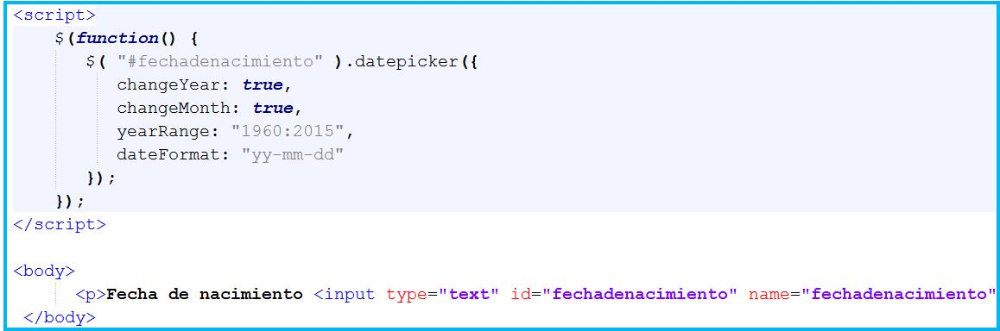 <script>
$(function() {
$( "#fechadenacimiento" ).datepicker({
changeYear: true,
changeMonth: true,
yearRange: "1960:2015",
dateFormat: "yy-mm-dd"
});
});
</script>
<body>
<p>Fecha de nacimiento <input type="text" id="fechadenacimiento" name="fechadenacimiento"
</body>